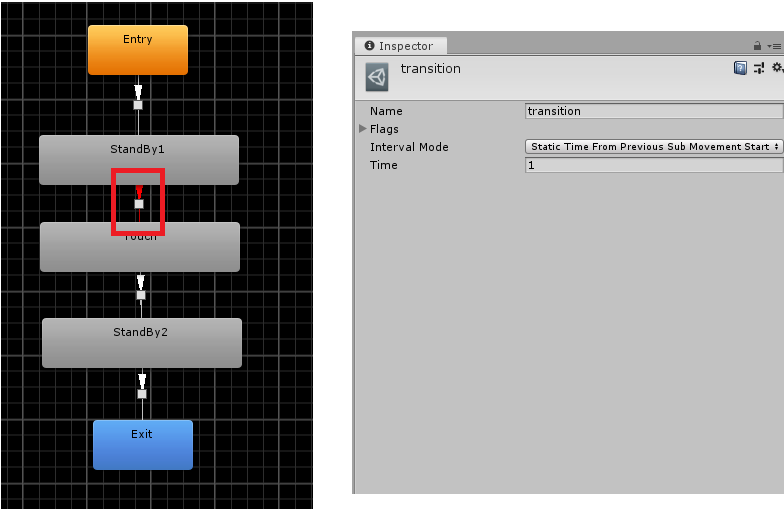 Entry
StandBy1
Touch
StandBy2
Exit
Inspector
transition
Name
transition
Flags
Interval Mode
Static Time From Previous Sub Movement Start
Time
1